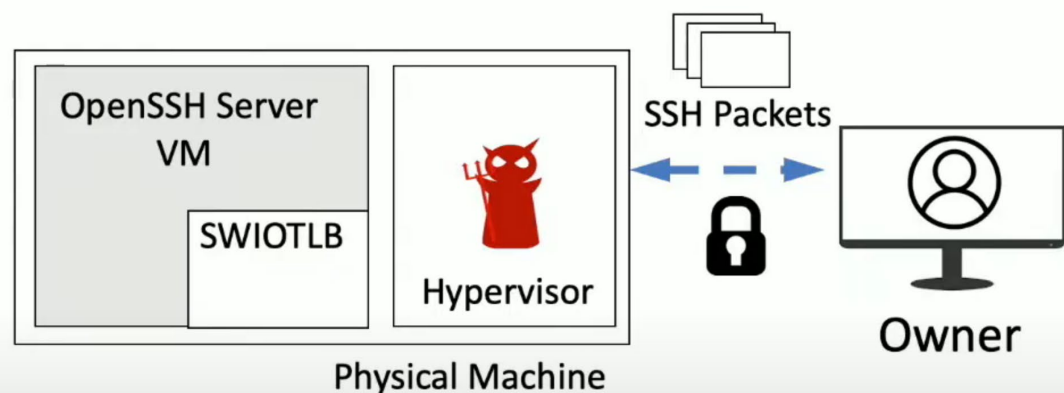 OpenSSH Server
VM
SWIOTLB
Hypervisor
SSH Packets
Owner
Physical Machine